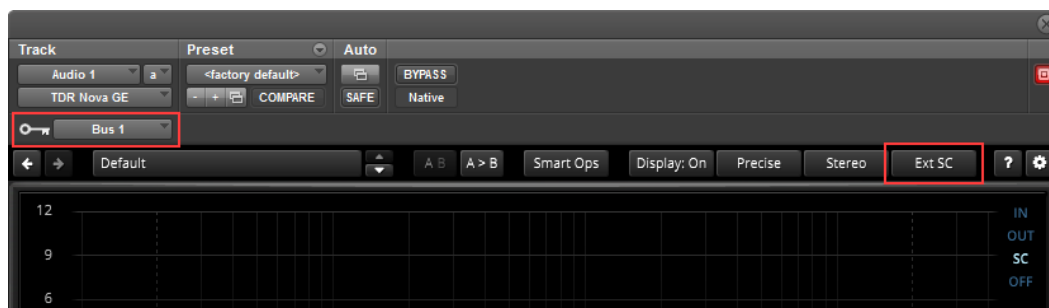 Track Preset Auto
Audio 1 a <factory default> BYPASS
TDR Nova GE - + COMPARE SAFE Native
Bus 1
Default A B A > B Smart Ops Display: On Precise Stereo Ext SC ?
12 IN
OUT
9 SC
OFF
6